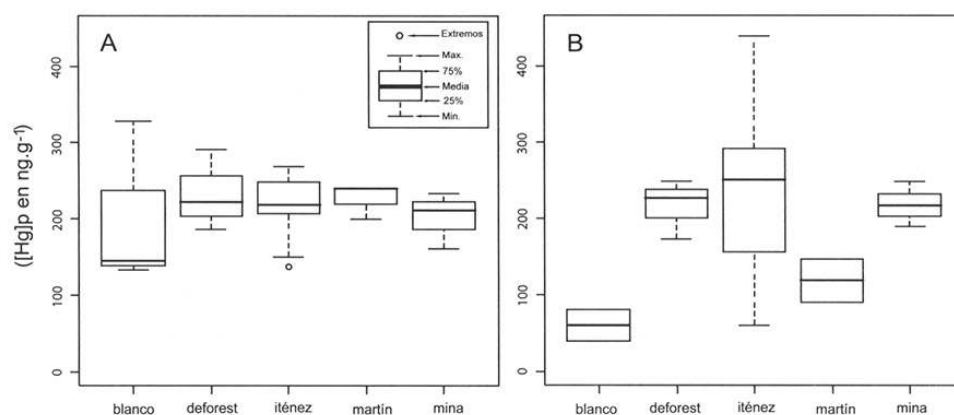 A
Extremos
Max.
75%
Media
25%
Min.
([Hg]p en ng.g-1)
400
300
200
100
0
blanco deforest iténez martín mina
B
400
300
200
100
0
blanco deforest iténez martín mina